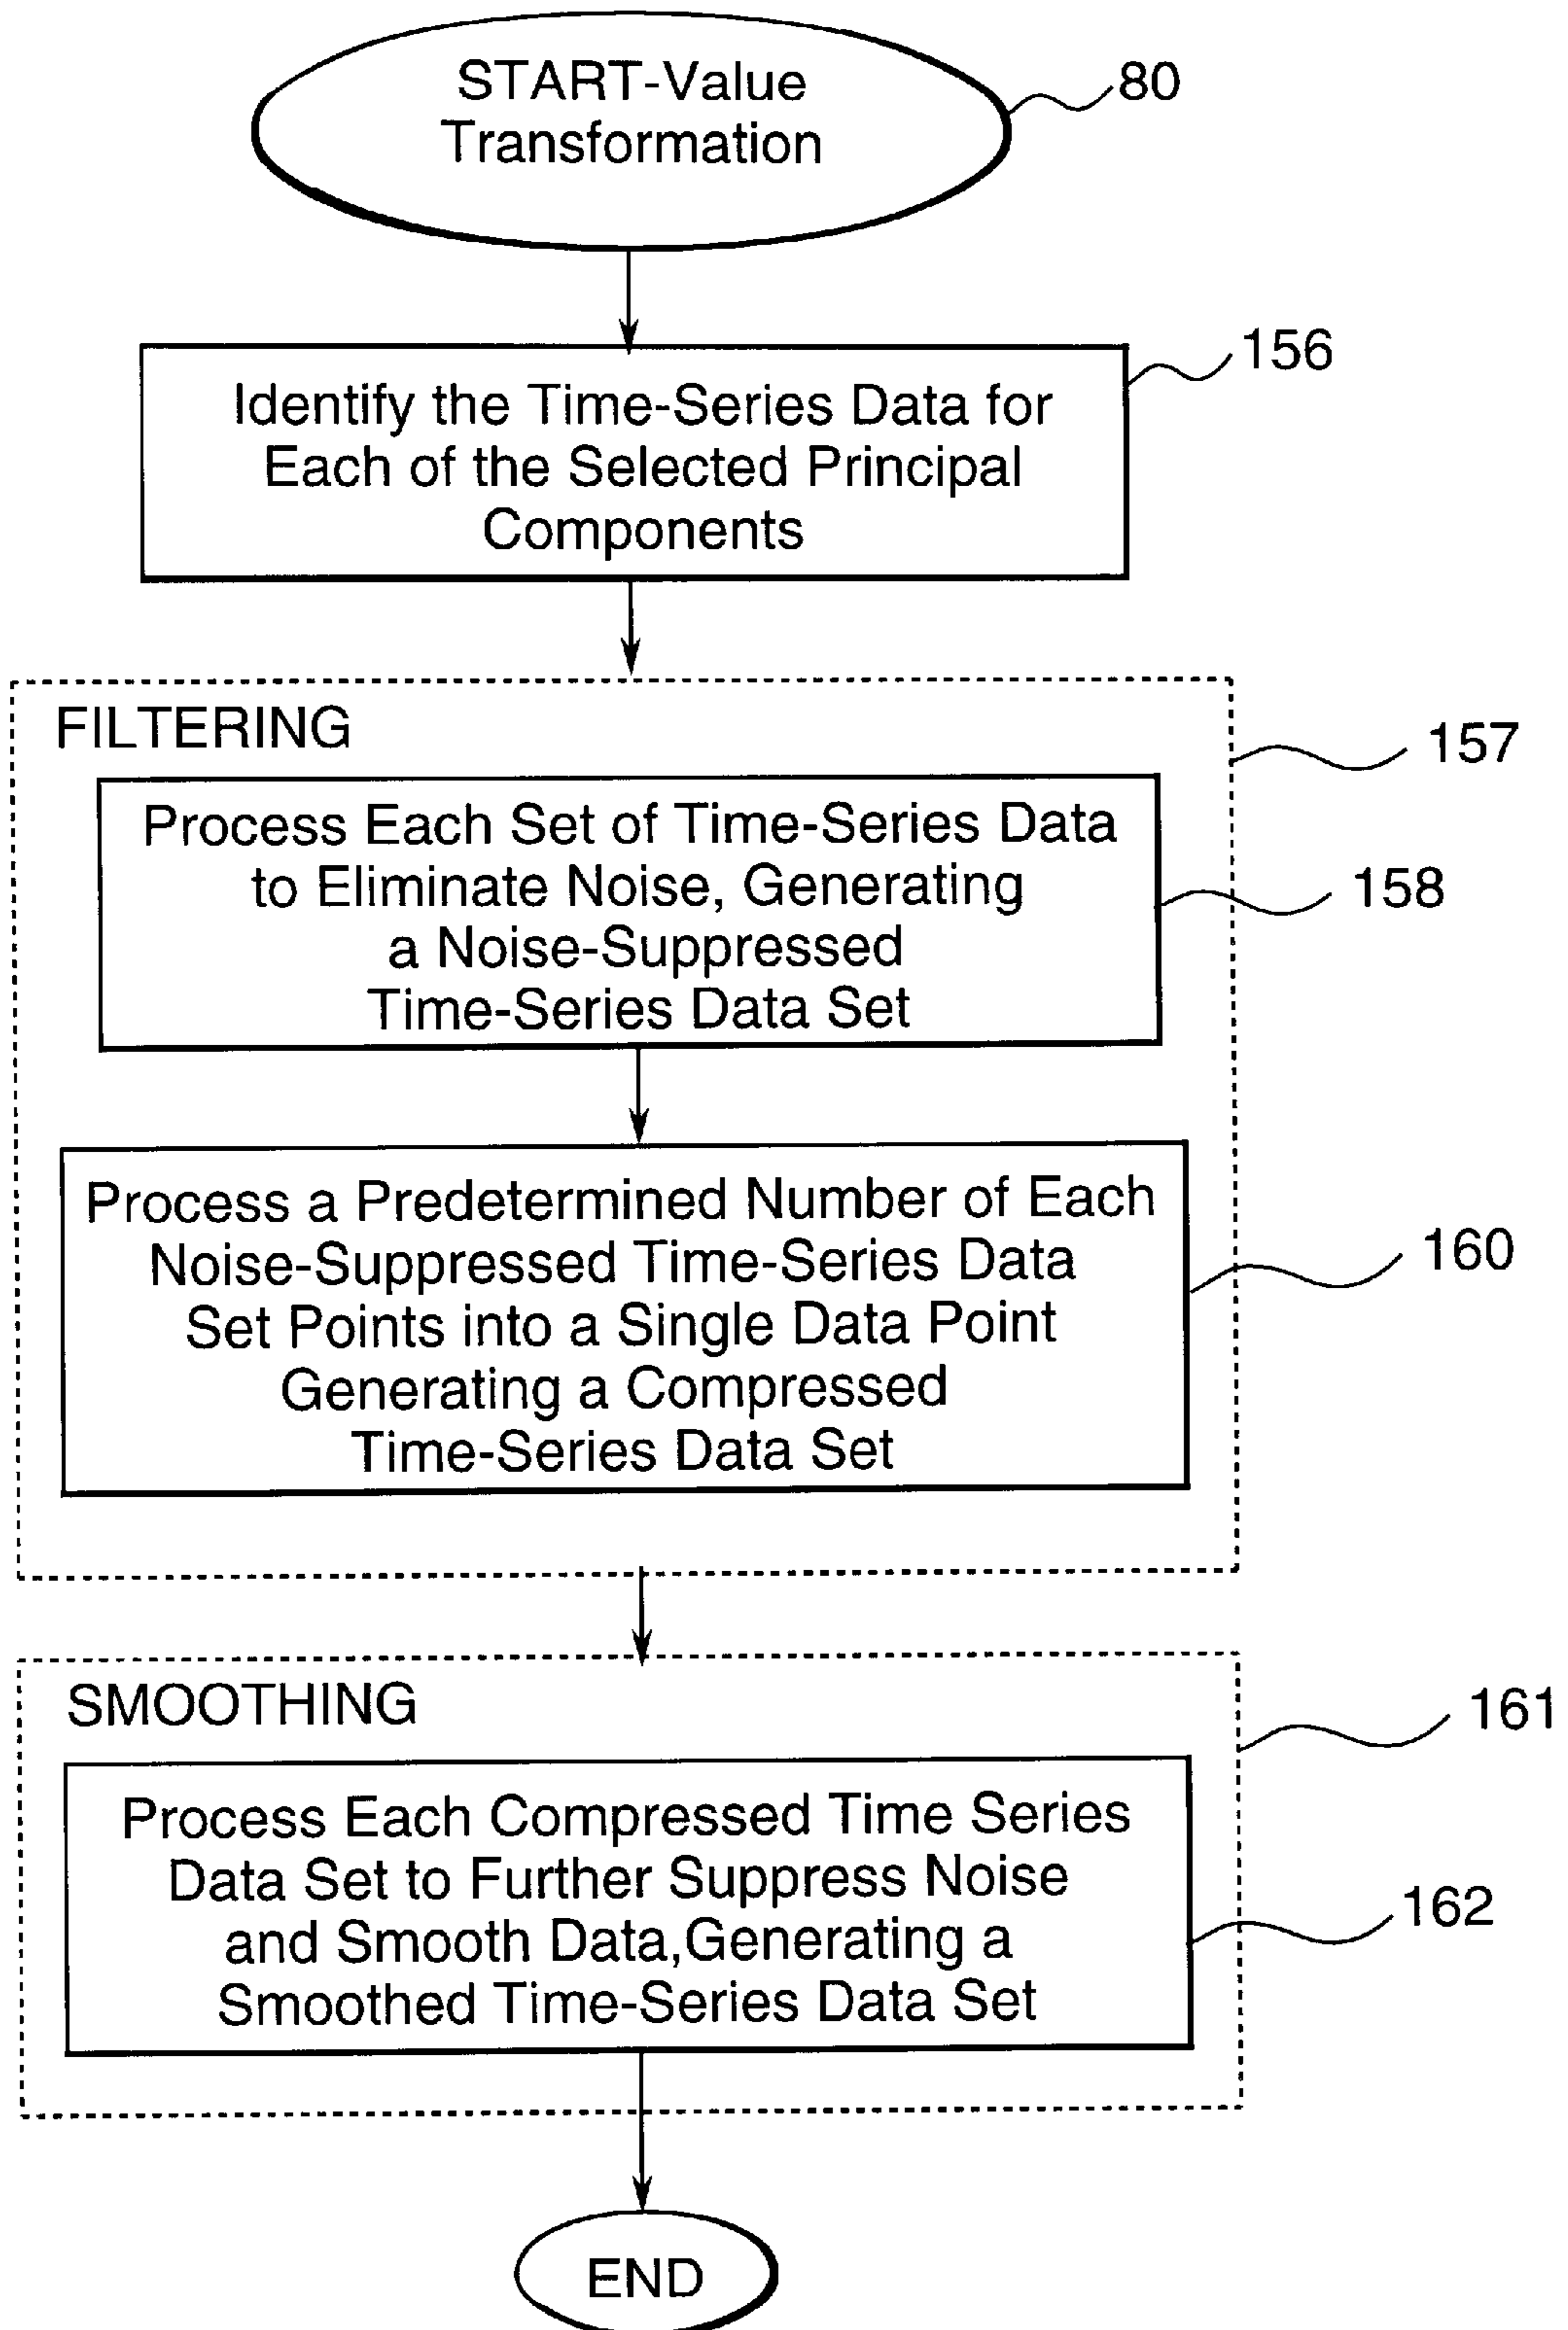 START-Value
Transformation
80
Identify the Time-Series Data for
Each of the Selected Principal
Components
156
FILTERING
157
Process Each Set of Time-Series Data
to Eliminate Noise, Generating
a Noise-Suppressed
Time-Series Data Set
158
Process a Predetermined Number of Each
Noise-Suppressed Time-Series Data
Set Points into a Single Data Point
Generating a Compressed
Time-Series Data Set
160
SMOOTHING
161
Process Each Compressed Time Series
Data Set to Further Suppress Noise
and Smooth Data,Generating a
Smoothed Time-Series Data Set
162
END